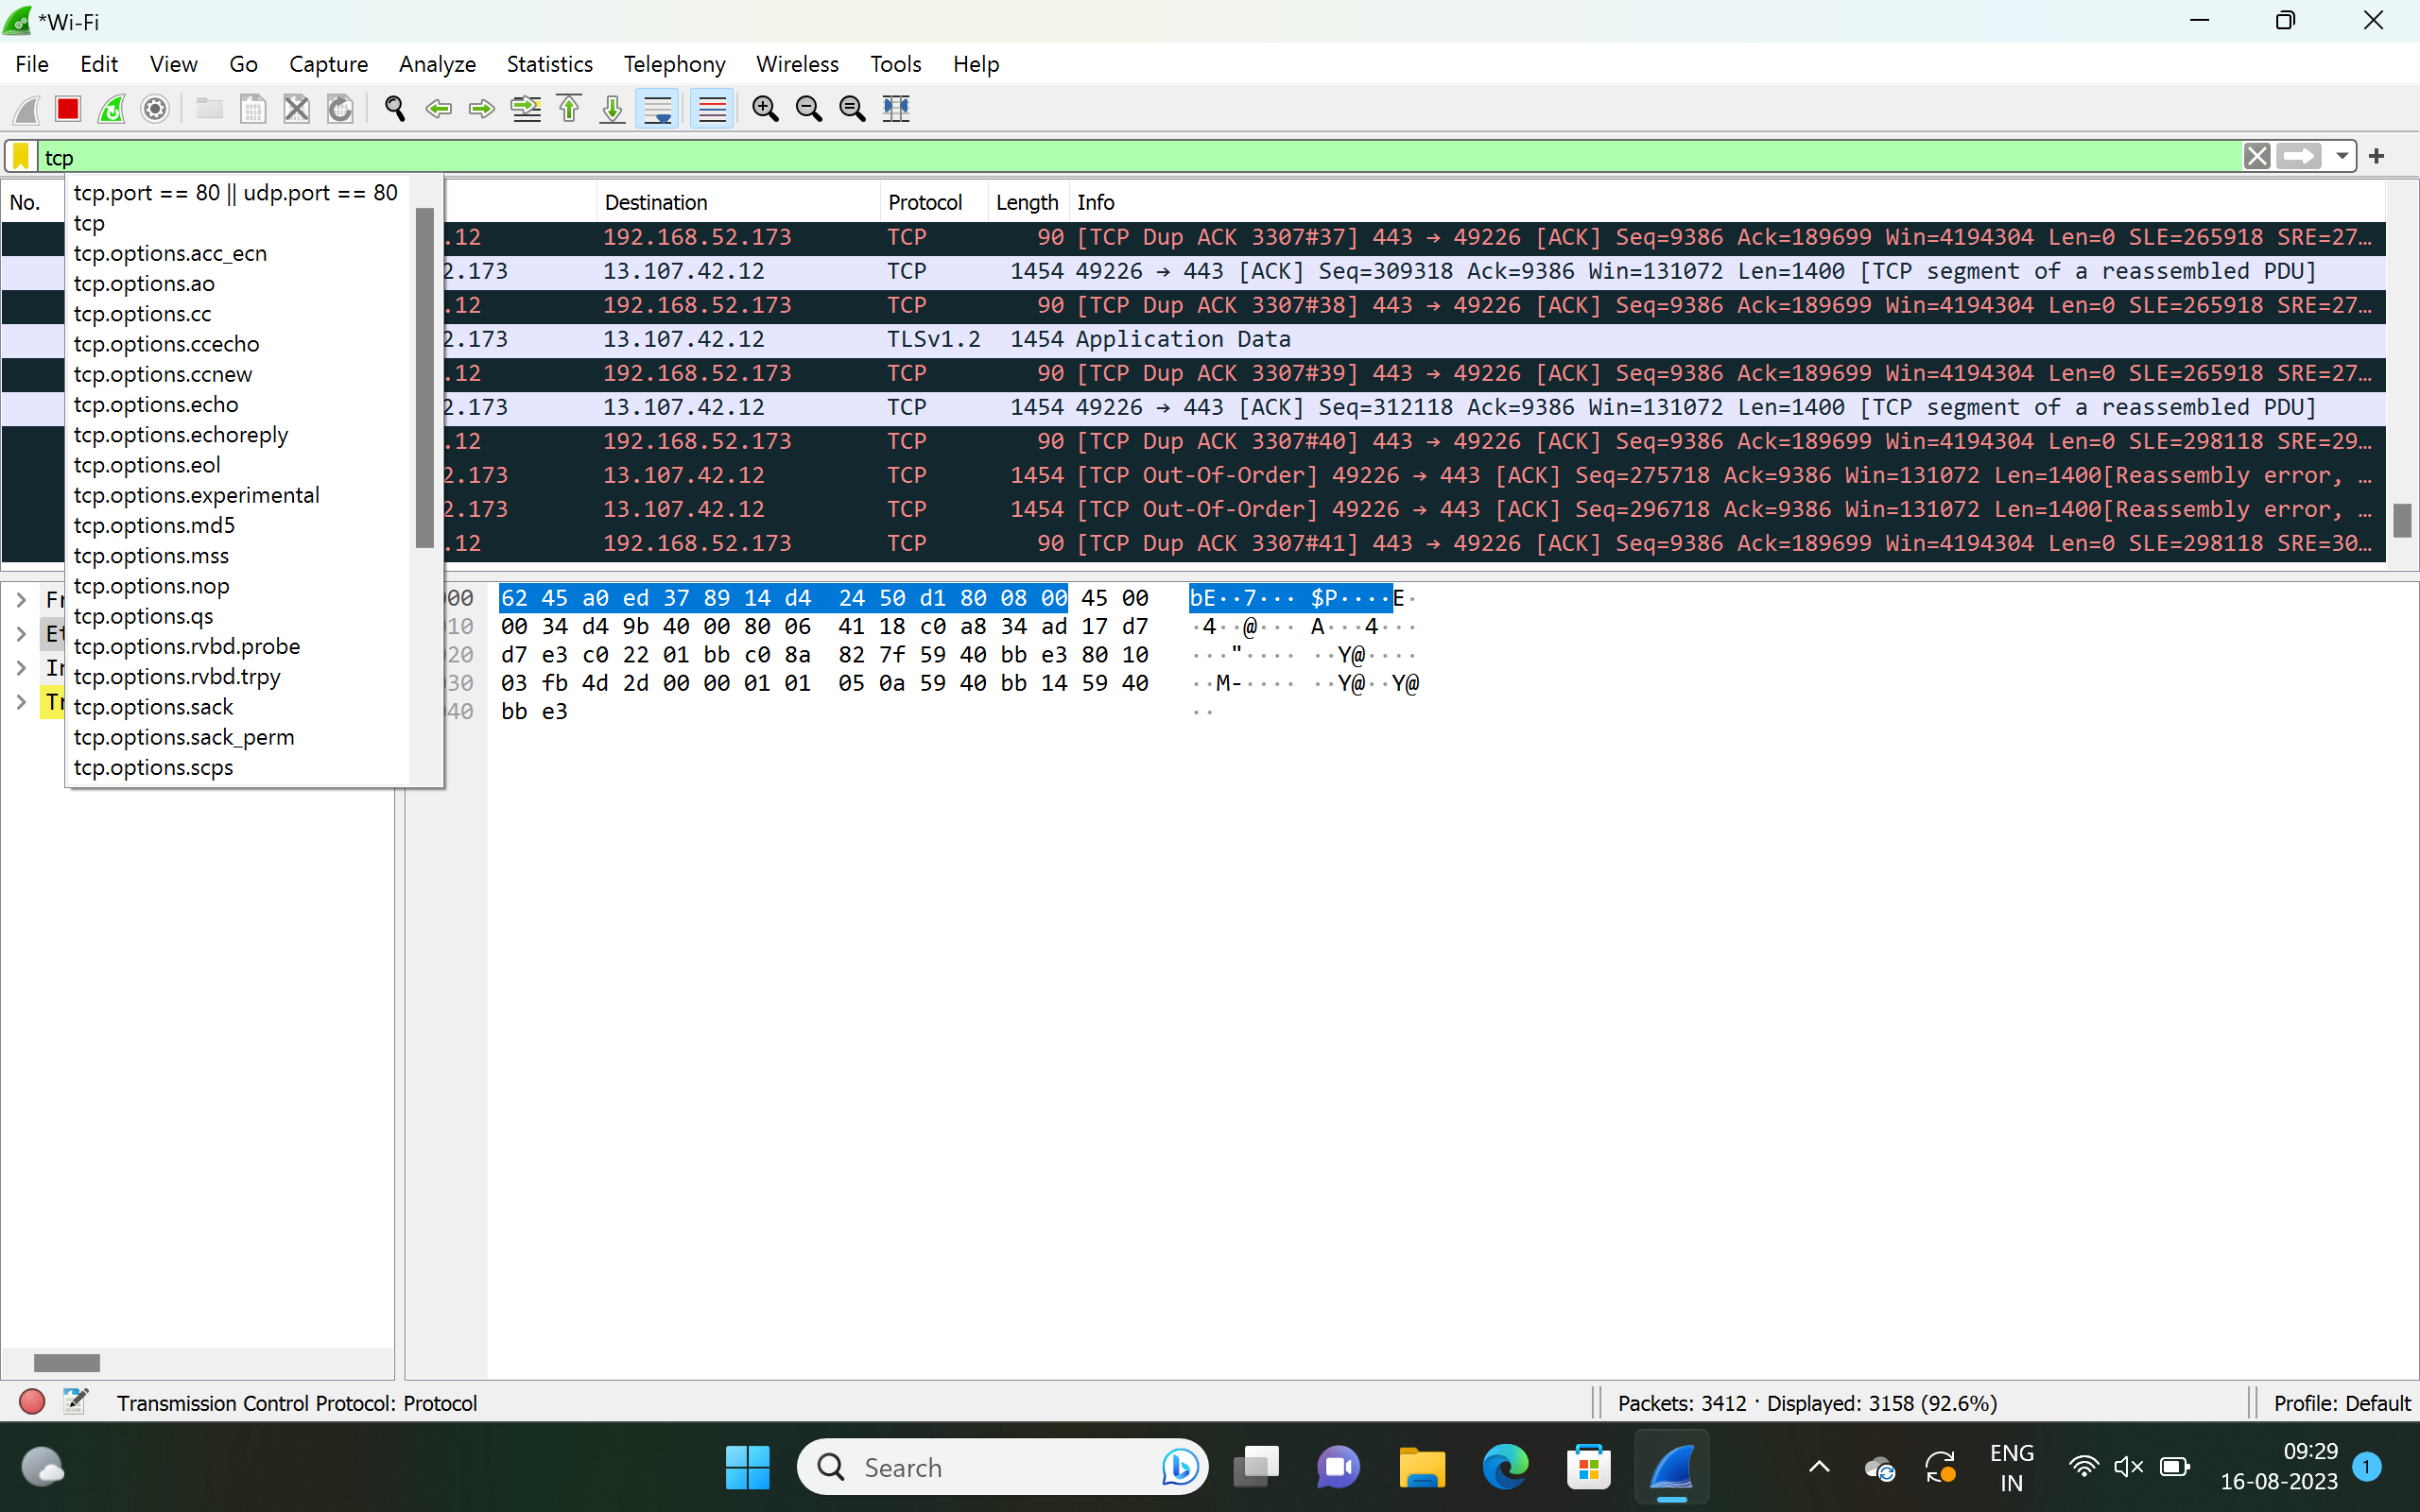 *Wi-Fi
File Edit View Go Capture Analyze Statistics Telephony Wireless Tools Help
tcp
No. Destination Protocol Length Info
tcp.port == 80 || udp.port == 80
tcp
tcp.options.acc_ecn
tcp.options.ao
tcp.options.cc
tcp.options.ccecho
tcp.options.ccnew
tcp.options.echo
tcp.options.echoreply
tcp.options.eol
tcp.options.experimental
tcp.options.md5
tcp.options.mss
tcp.options.nop
tcp.options.qs
tcp.options.rvbd.probe
tcp.options.rvbd.trpy
tcp.options.sack
tcp.options.sack_perm
tcp.options.scps
.12 192.168.52.173 TCP 90 [TCP Dup ACK 3307#37] 443 → 49226 [ACK] Seq=9386 Ack=189699 Win=4194304 Len=0 SLE=265918 SRE=27…
2.173 13.107.42.12 TCP 1454 49226 → 443 [ACK] Seq=309318 Ack=9386 Win=131072 Len=1400 [TCP segment of a reassembled PDU]
.12 192.168.52.173 TCP 90 [TCP Dup ACK 3307#38] 443 → 49226 [ACK] Seq=9386 Ack=189699 Win=4194304 Len=0 SLE=265918 SRE=27…
2.173 13.107.42.12 TLSv1.2 1454 Application Data
.12 192.168.52.173 TCP 90 [TCP Dup ACK 3307#39] 443 → 49226 [ACK] Seq=9386 Ack=189699 Win=4194304 Len=0 SLE=265918 SRE=27…
2.173 13.107.42.12 TCP 1454 49226 → 443 [ACK] Seq=312118 Ack=9386 Win=131072 Len=1400 [TCP segment of a reassembled PDU]
.12 192.168.52.173 TCP 90 [TCP Dup ACK 3307#40] 443 → 49226 [ACK] Seq=9386 Ack=189699 Win=4194304 Len=0 SLE=298118 SRE=29…
2.173 13.107.42.12 TCP 1454 [TCP Out-Of-Order] 49226 → 443 [ACK] Seq=275718 Ack=9386 Win=131072 Len=1400[Reassembly error, …
2.173 13.107.42.12 TCP 1454 [TCP Out-Of-Order] 49226 → 443 [ACK] Seq=296718 Ack=9386 Win=131072 Len=1400[Reassembly error, …
.12 192.168.52.173 TCP 90 [TCP Dup ACK 3307#41] 443 → 49226 [ACK] Seq=9386 Ack=189699 Win=4194304 Len=0 SLE=298118 SRE=30…
Fr
Et
In
Tr
00 62 45 a0 ed 37 89 14 d4 24 50 d1 80 08 00 45 00 bE··7··· $P····E·
10 00 34 d4 9b 40 00 80 06 41 18 c0 a8 34 ad 17 d7 ·4··@··· A···4···
20 d7 e3 c0 22 01 bb c0 8a 82 7f 59 40 bb e3 80 10 ···"···· ··Y@····
30 03 fb 4d 2d 00 00 01 01 05 0a 59 40 bb 14 59 40 ··M-···· ··Y@··Y@
40 bb e3 ··
Transmission Control Protocol: Protocol
Packets: 3412 · Displayed: 3158 (92.6%)
Profile: Default
Search
ENG
IN
09:29
16-08-2023
1